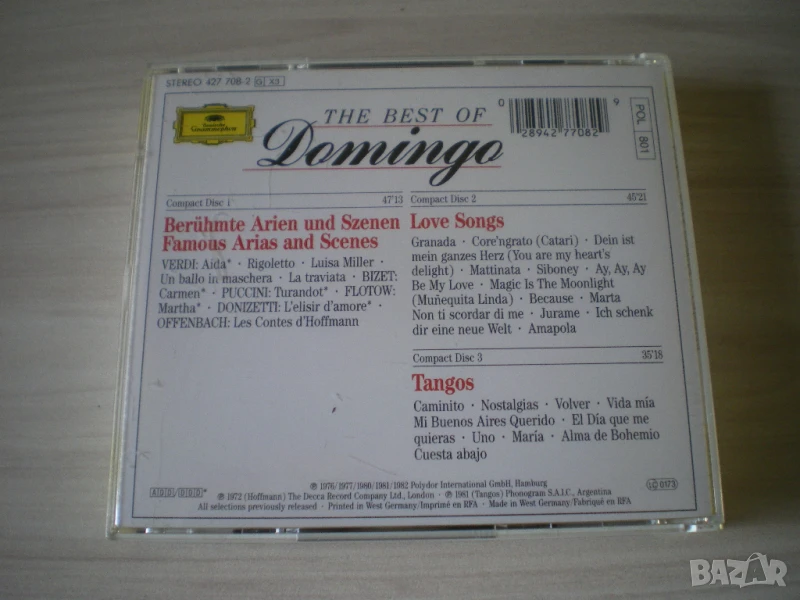 STEREO 427 708-2 G X3
Deutsche
Grammophon
THE BEST OF
Domingo
0 28942 77082 9
POL 801
Compact Disc 1 47'13
Berühmte Arien und Szenen
Famous Arias and Scenes
VERDI: Aida* · Rigoletto · Luisa Miller ·
Un ballo in maschera · La traviata · BIZET:
Carmen* · PUCCINI: Turandot* · FLOTOW:
Martha* · DONIZETTI: L'elisir d'amore* ·
OFFENBACH: Les Contes d'Hoffmann
Compact Disc 2 45'21
Love Songs
Granada · Core'ngrato (Catari) · Dein ist
mein ganzes Herz (You are my heart's
delight) · Mattinata · Siboney · Ay, Ay, Ay
Be My Love · Magic Is The Moonlight
(Muñequita Linda) · Because · Marta
Non ti scordar di me · Jurame · Ich schenk
dir eine neue Welt · Amapola
Compact Disc 3 35'18
Tangos
Caminito · Nostalgias · Volver · Vida mía
Mi Buenos Aires Querido · El Día que me
quieras · Uno · María · Alma de Bohemio
Cuesta abajo
ADD/DDD*
℗ 1976/1977/1980/1981/1982 Polydor International GmbH, Hamburg
℗ 1972 (Hoffmann) The Decca Record Company Ltd., London · ℗ 1981 (Tangos) Phonogram S.A.I.C., Argentina
All selections previously released · Printed in West Germany/Imprimé en RFA · Made in West Germany/Fabriqué en RFA
LC 0173
BAZAR